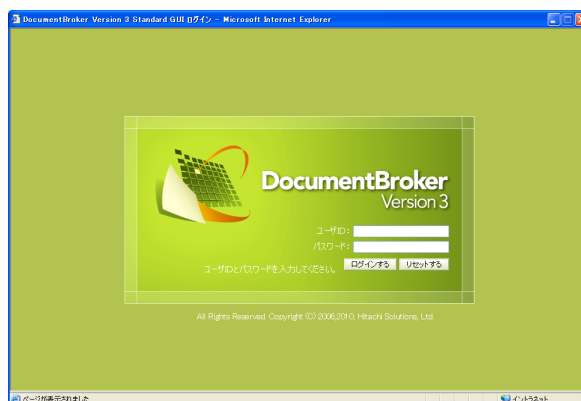 DocumentBroker Version 3 Standard GUI ログイン - Microsoft Internet Explorer
DocumentBroker
Version 3
ユーザID:
パスワード:
ユーザIDとパスワードを入力してください。 ログインする リセットする
All Rights Reserved. Copyright (C) 2006,2010, Hitachi Solutions, Ltd.
ページが表示されました イントラネット